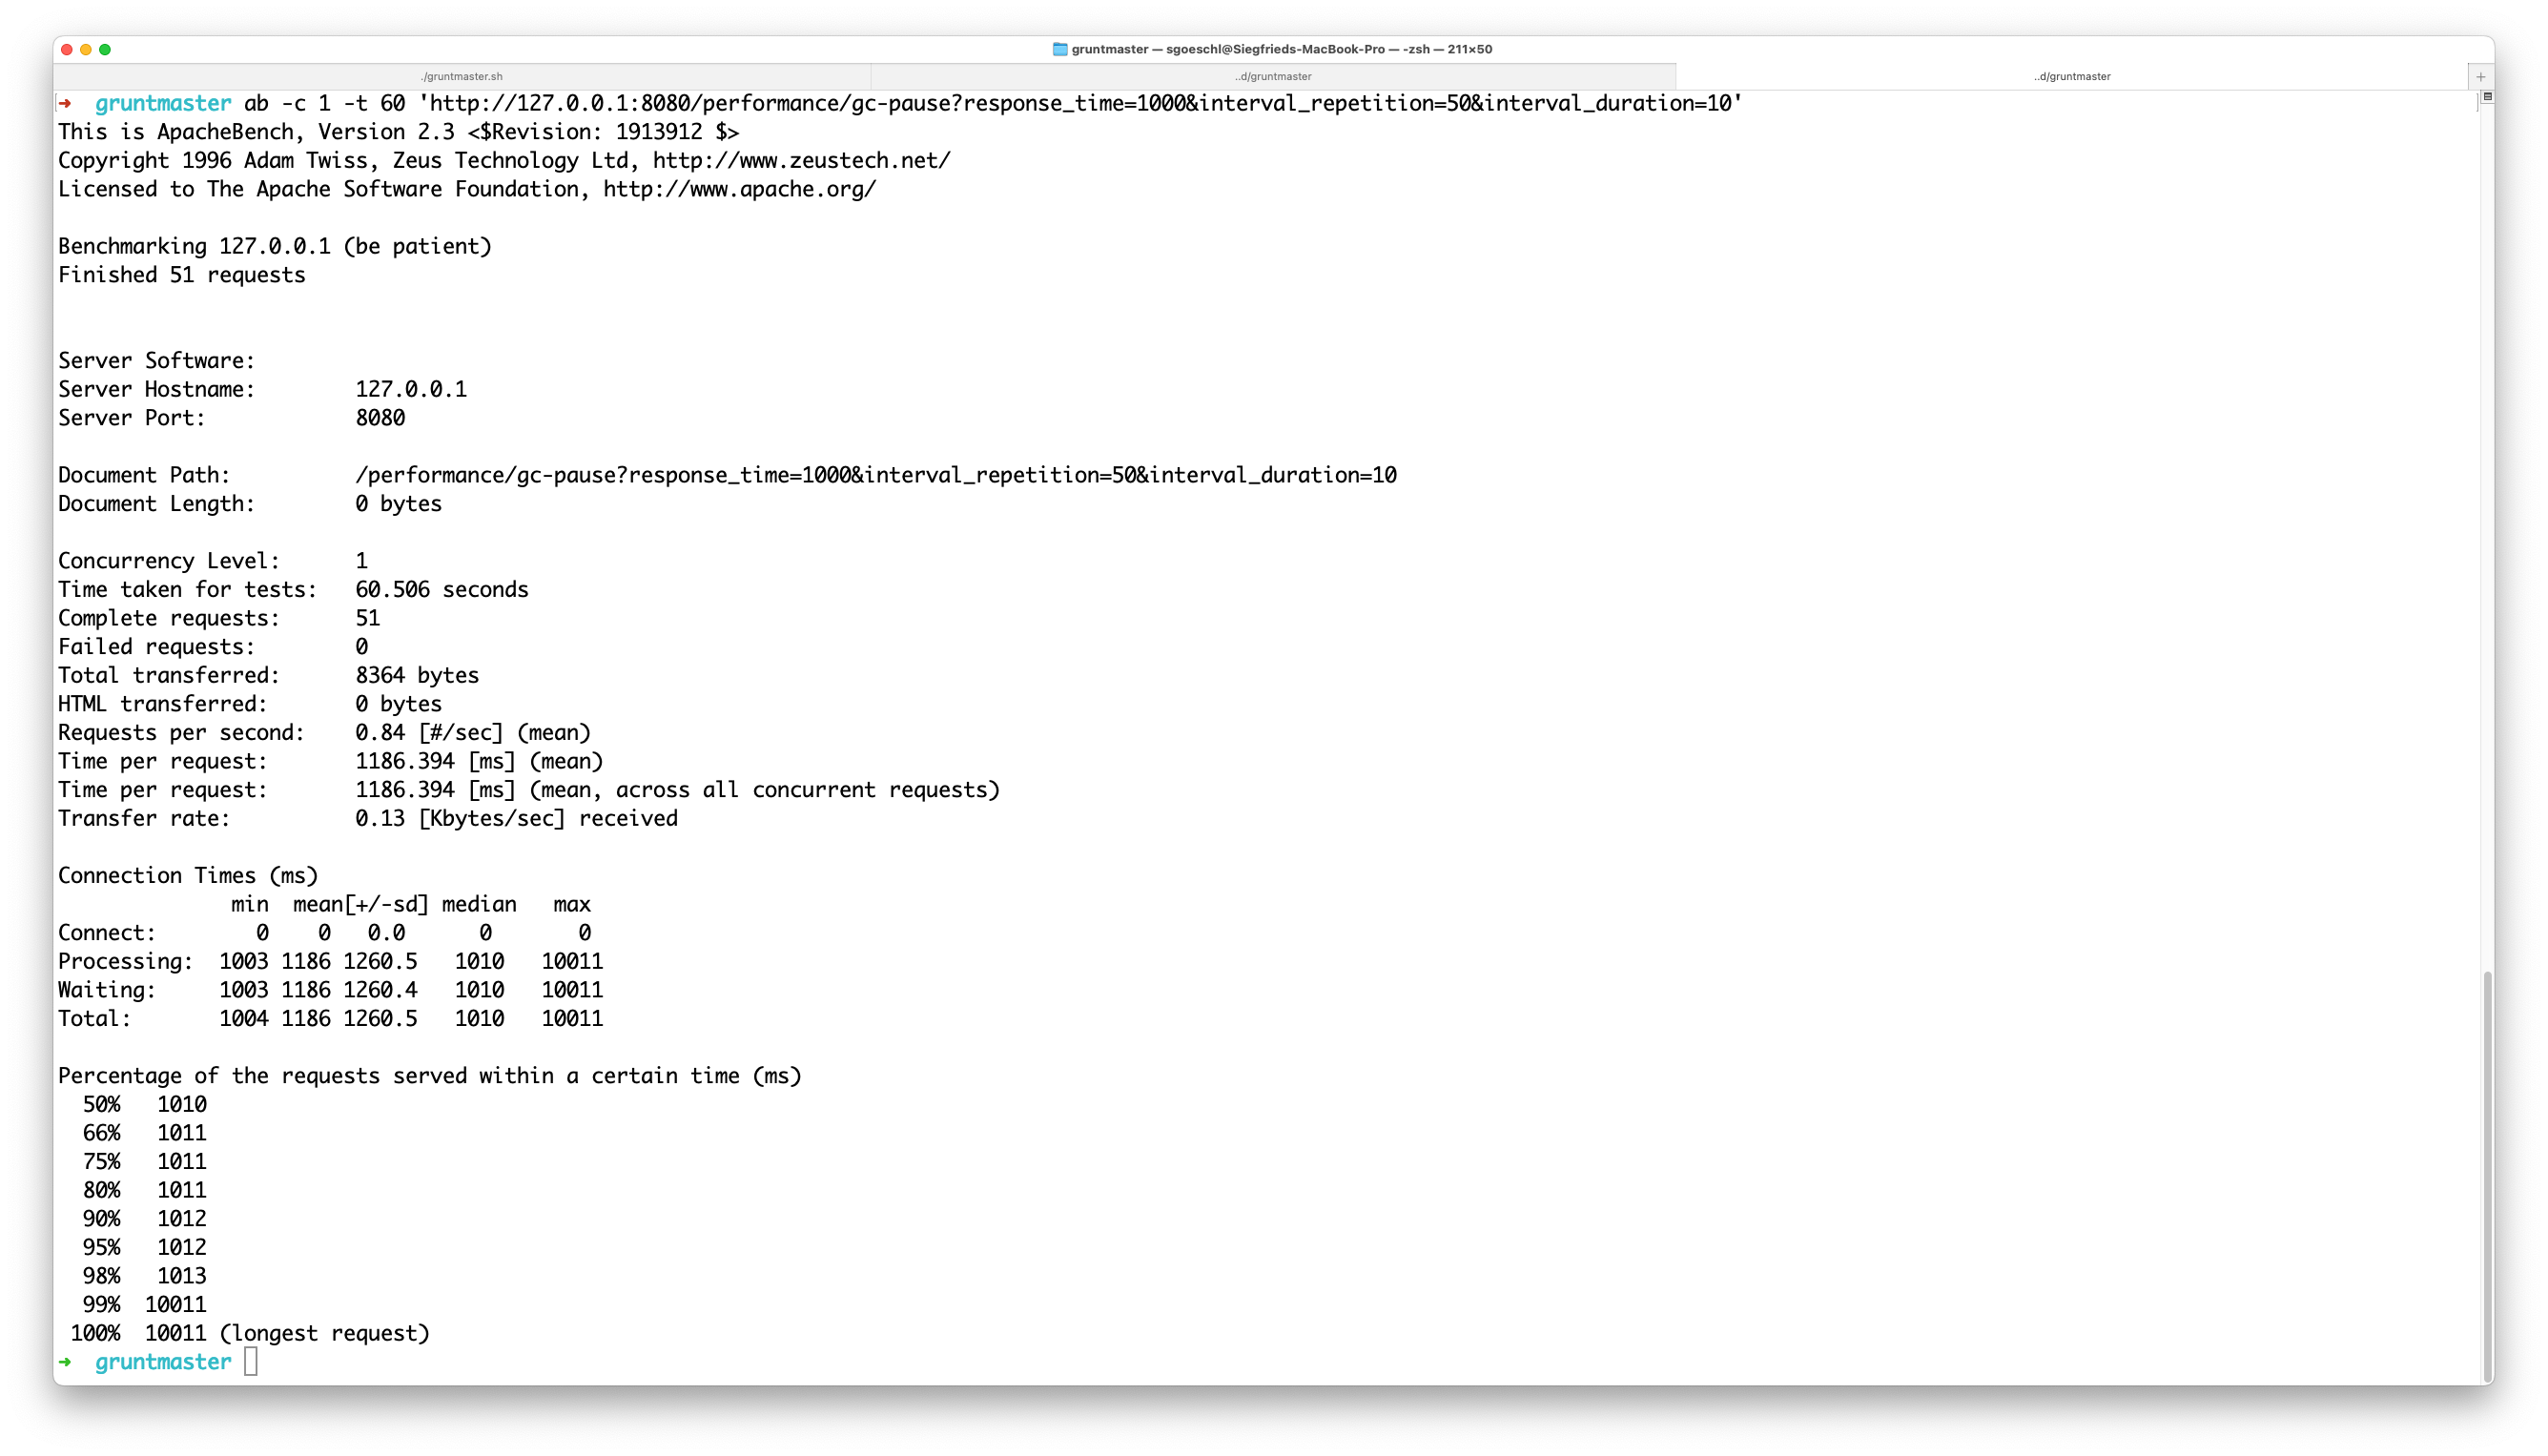 gruntmaster — sgoeschl@Siegfrieds-MacBook-Pro — -zsh — 211×50
./gruntmaster.sh ..d/gruntmaster ..d/gruntmaster +
➜  gruntmaster ab -c 1 -t 60 'http://127.0.0.1:8080/performance/gc-pause?response_time=1000&interval_repetition=50&interval_duration=10'
This is ApacheBench, Version 2.3 <$Revision: 1913912 $>
Copyright 1996 Adam Twiss, Zeus Technology Ltd, http://www.zeustech.net/
Licensed to The Apache Software Foundation, http://www.apache.org/

Benchmarking 127.0.0.1 (be patient)
Finished 51 requests


Server Software:
Server Hostname:        127.0.0.1
Server Port:            8080

Document Path:          /performance/gc-pause?response_time=1000&interval_repetition=50&interval_duration=10
Document Length:        0 bytes

Concurrency Level:      1
Time taken for tests:   60.506 seconds
Complete requests:      51
Failed requests:        0
Total transferred:      8364 bytes
HTML transferred:       0 bytes
Requests per second:    0.84 [#/sec] (mean)
Time per request:       1186.394 [ms] (mean)
Time per request:       1186.394 [ms] (mean, across all concurrent requests)
Transfer rate:          0.13 [Kbytes/sec] received

Connection Times (ms)
              min  mean[+/-sd] median   max
Connect:        0    0   0.0      0       0
Processing:  1003 1186 1260.5   1010   10011
Waiting:     1003 1186 1260.4   1010   10011
Total:       1004 1186 1260.5   1010   10011

Percentage of the requests served within a certain time (ms)
  50%   1010
  66%   1011
  75%   1011
  80%   1011
  90%   1012
  95%   1012
  98%   1013
  99%  10011
 100%  10011 (longest request)
➜  gruntmaster